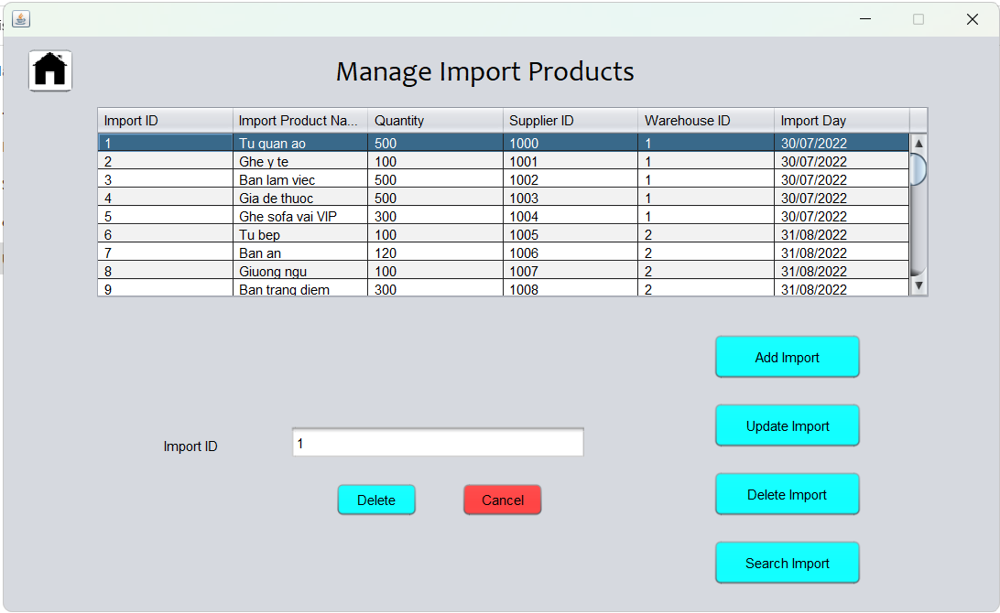 Manage Import Products
Import ID Import Product Na... Quantity Supplier ID Warehouse ID Import Day
1 Tu quan ao 500 1000 1 30/07/2022
2 Ghe y te 100 1001 1 30/07/2022
3 Ban lam viec 500 1002 1 30/07/2022
4 Gia de thuoc 500 1003 1 30/07/2022
5 Ghe sofa vai VIP 300 1004 1 30/07/2022
6 Tu bep 100 1005 2 31/08/2022
7 Ban an 120 1006 2 31/08/2022
8 Giuong ngu 100 1007 2 31/08/2022
9 Ban trang diem 300 1008 2 31/08/2022
Add Import
Update Import
Import ID 1
Delete Cancel
Delete Import
Search Import